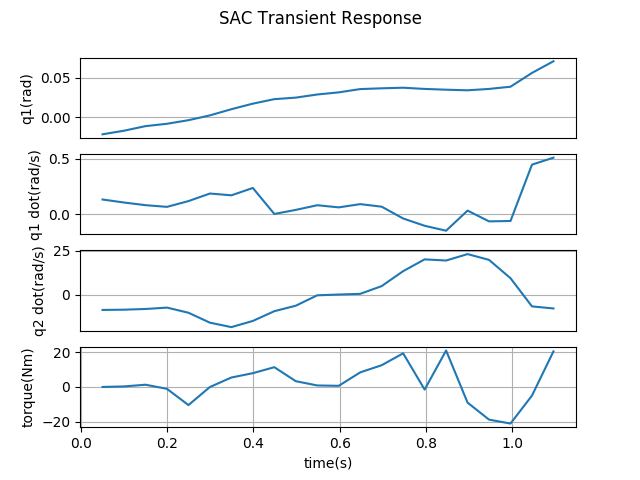 SAC Transient Response
q1(rad)
0.05
0.00
q1 dot(rad/s)
0.5
0.0
q2 dot(rad/s)
25
0
torque(Nm)
20
0
−20
0.0 0.2 0.4 0.6 0.8 1.0
time(s)